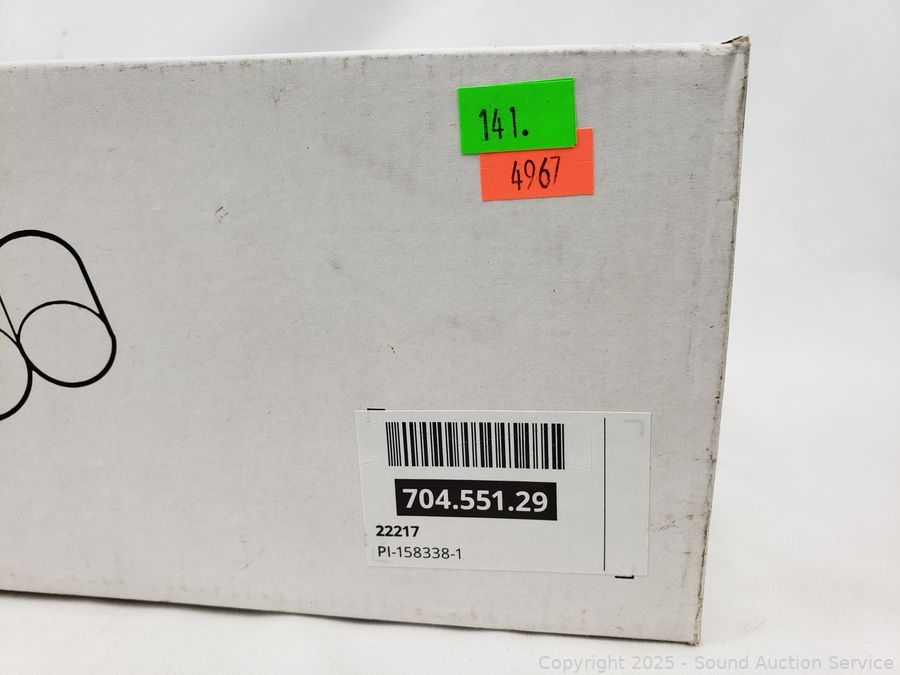 141.
4967
704.551.29
22217
PI-158338-1
Copyright 2025 - Sound Auction Service